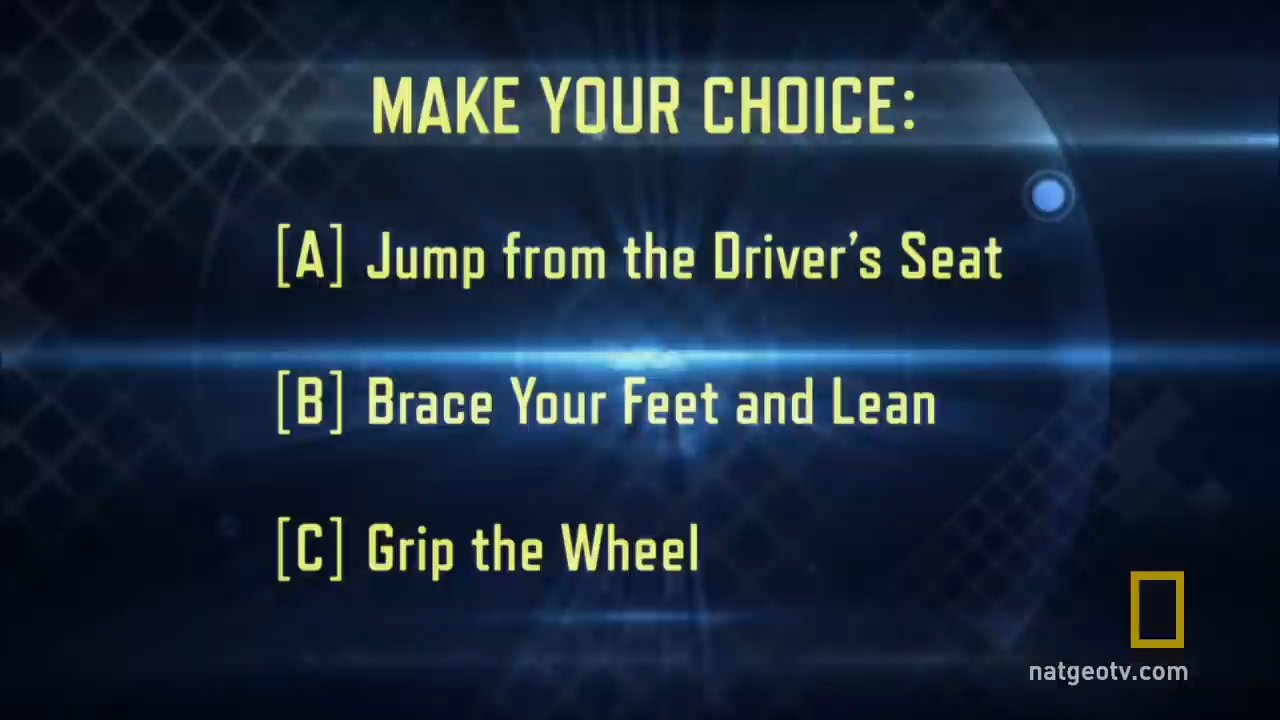 MAKE YOUR CHOICE:
[A] Jump from the Driver's Seat
[B] Brace Your Feet and Lean
[C] Grip the Wheel
natgeotv.com